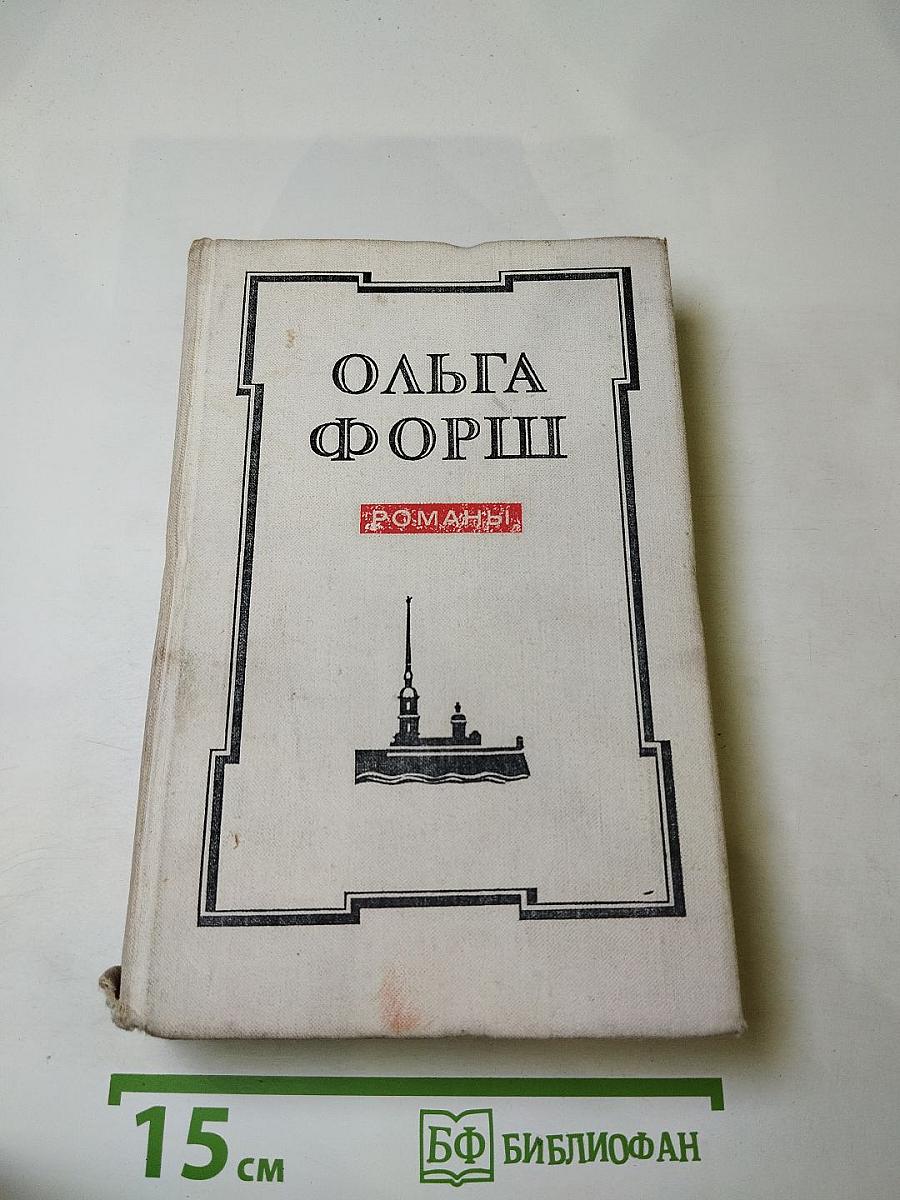 ОЛЬГА
ФОРШ
РОМАНЫ
15 см
БФ БИБЛИОФАН